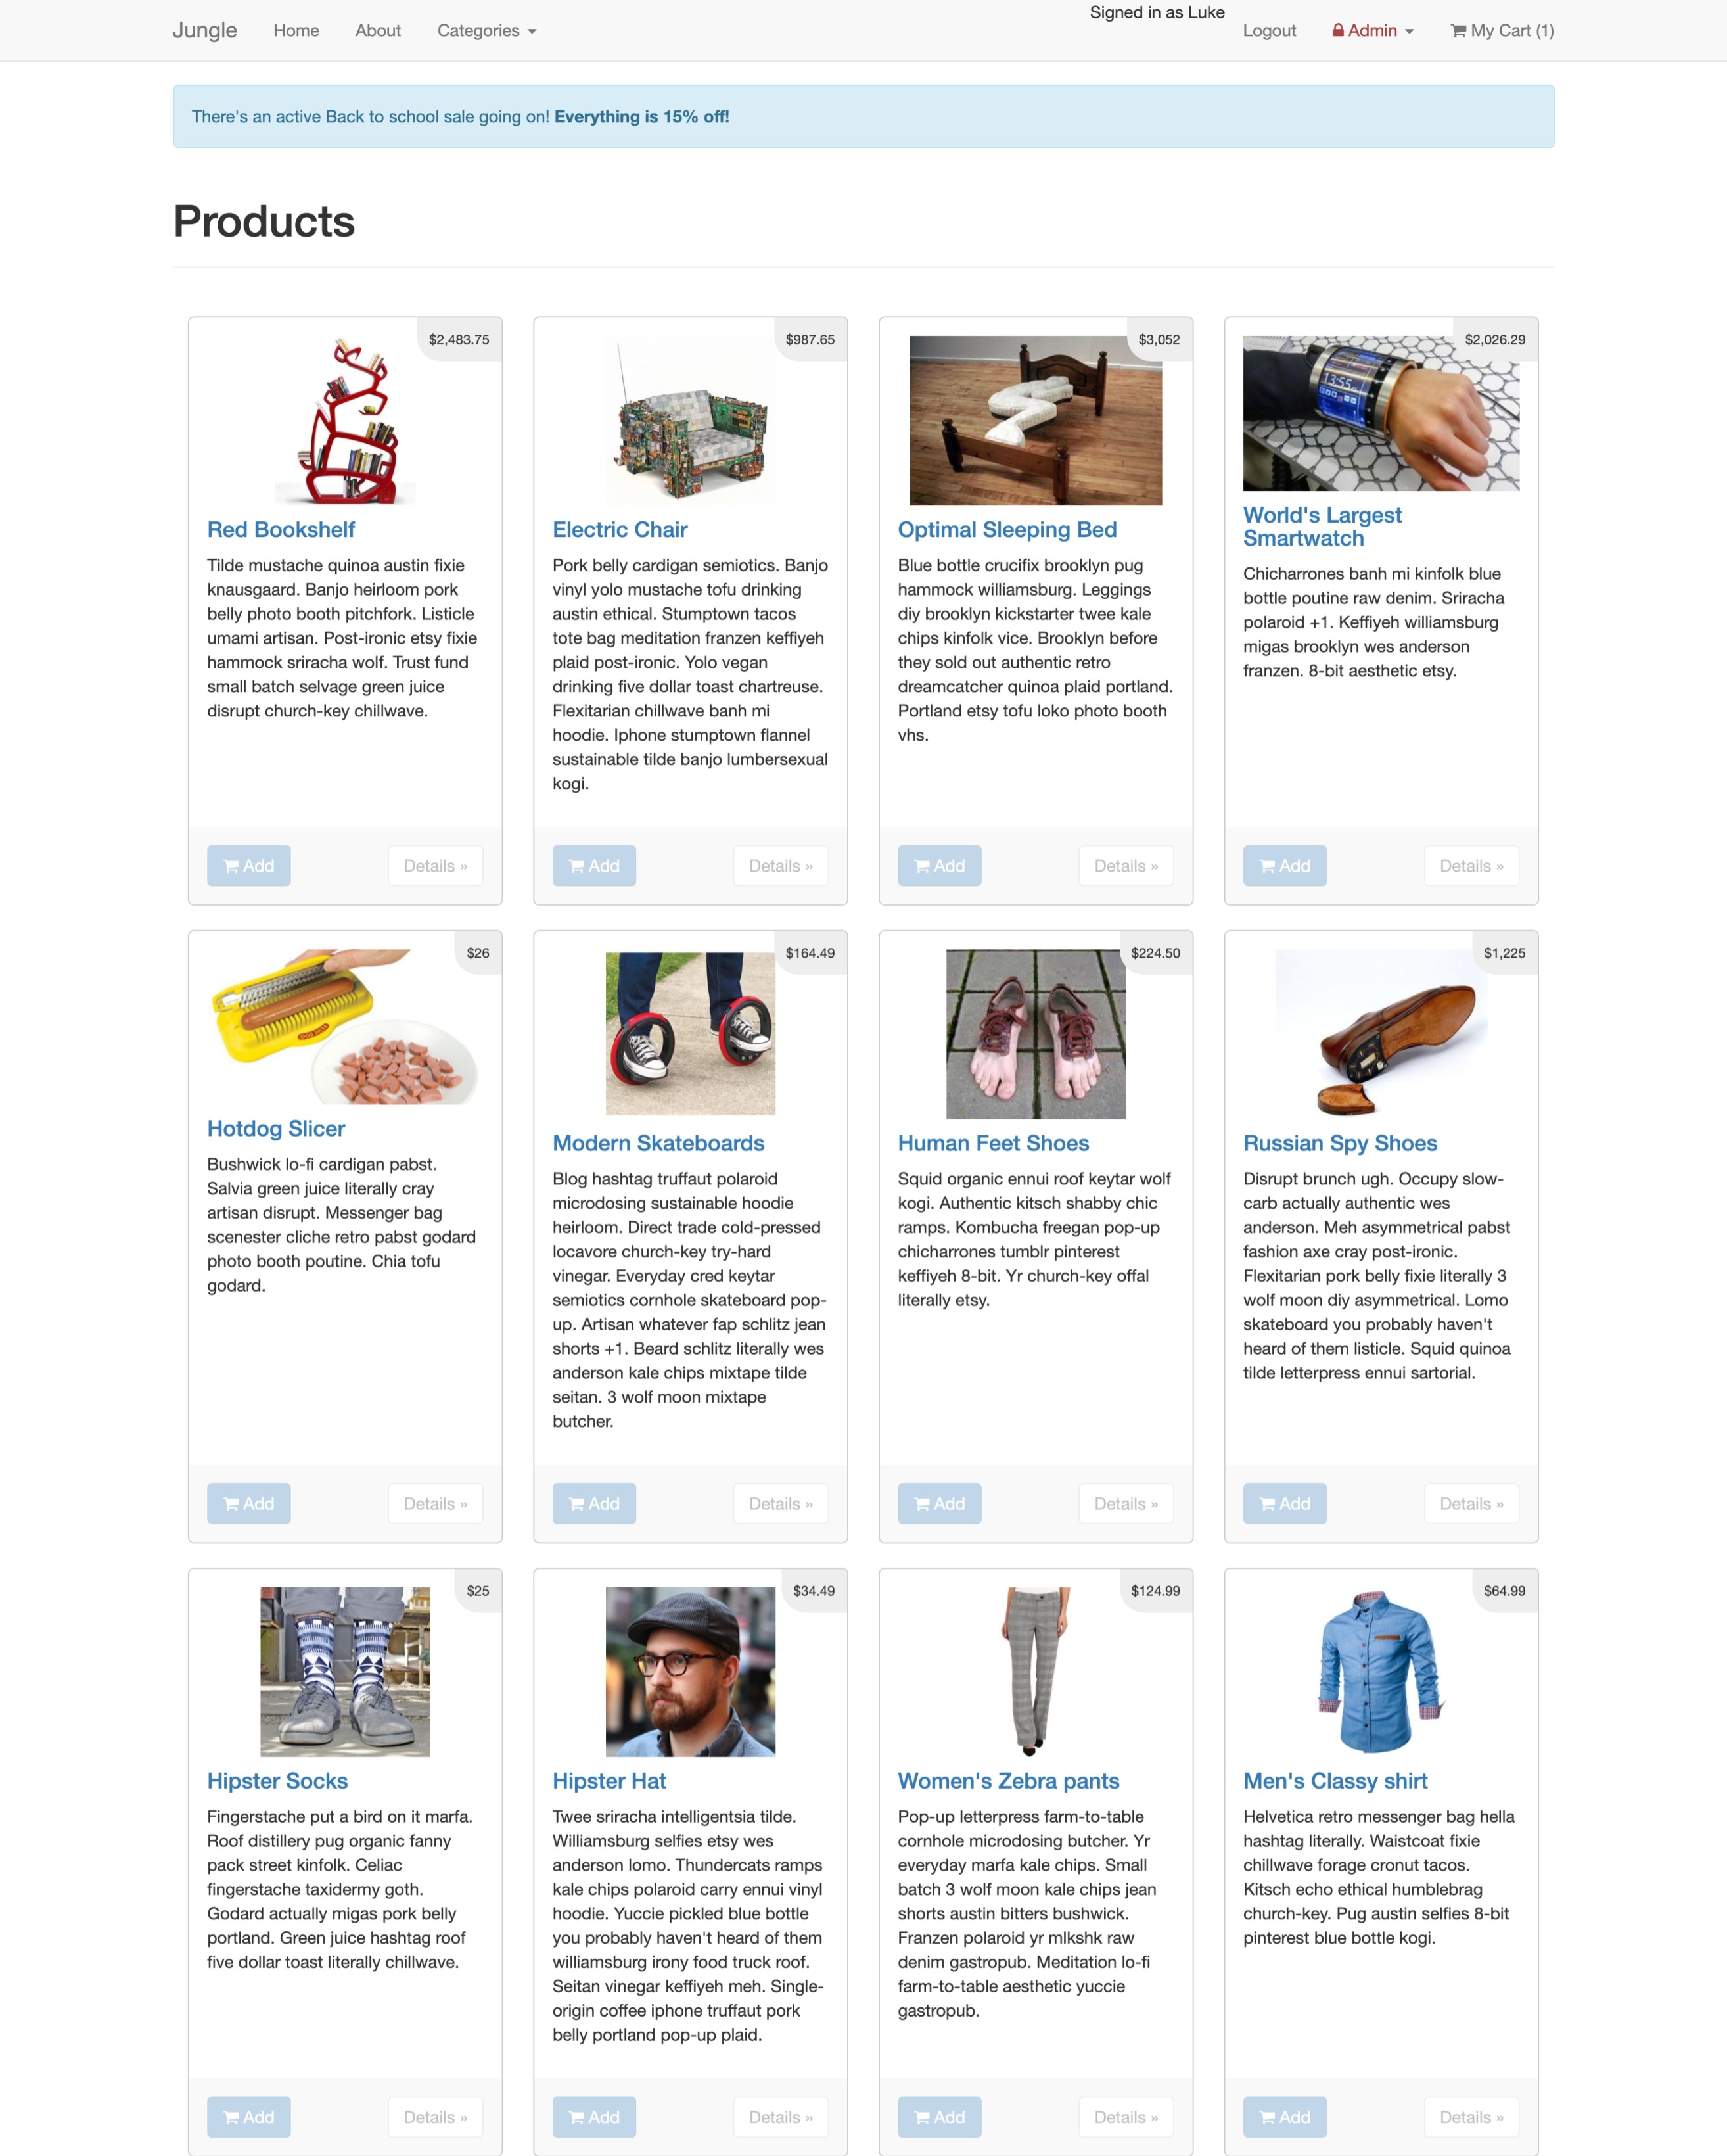 Jungle Home About Categories Signed in as Luke Logout Admin My Cart (1)
There's an active Back to school sale going on! Everything is 15% off!
Products
$2,483.75
Red Bookshelf
Tilde mustache quinoa austin fixie
knausgaard. Banjo heirloom pork
belly photo booth pitchfork. Listicle
umami artisan. Post-ironic etsy fixie
hammock sriracha wolf. Trust fund
small batch selvage green juice
disrupt church-key chillwave.
Add Details »
$987.65
Electric Chair
Pork belly cardigan semiotics. Banjo
vinyl yolo mustache tofu drinking
austin ethical. Stumptown tacos
tote bag meditation franzen keffiyeh
plaid post-ironic. Yolo vegan
drinking five dollar toast chartreuse.
Flexitarian chillwave banh mi
hoodie. Iphone stumptown flannel
sustainable tilde banjo lumbersexual
kogi.
Add Details »
$3,052
Optimal Sleeping Bed
Blue bottle crucifix brooklyn pug
hammock williamsburg. Leggings
diy brooklyn kickstarter twee kale
chips kinfolk vice. Brooklyn before
they sold out authentic retro
dreamcatcher quinoa plaid portland.
Portland etsy tofu loko photo booth
vhs.
Add Details »
$2,026.29
13:55
World's Largest
Smartwatch
Chicharrones banh mi kinfolk blue
bottle poutine raw denim. Sriracha
polaroid +1. Keffiyeh williamsburg
migas brooklyn wes anderson
franzen. 8-bit aesthetic etsy.
Add Details »
$26
Hotdog Slicer
Bushwick lo-fi cardigan pabst.
Salvia green juice literally cray
artisan disrupt. Messenger bag
scenester cliche retro pabst godard
photo booth poutine. Chia tofu
godard.
Add Details »
$164.49
Modern Skateboards
Blog hashtag truffaut polaroid
microdosing sustainable hoodie
heirloom. Direct trade cold-pressed
locavore church-key try-hard
vinegar. Everyday cred keytar
semiotics cornhole skateboard pop-
up. Artisan whatever fap schlitz jean
shorts +1. Beard schlitz literally wes
anderson kale chips mixtape tilde
seitan. 3 wolf moon mixtape
butcher.
Add Details »
$224.50
Human Feet Shoes
Squid organic ennui roof keytar wolf
kogi. Authentic kitsch shabby chic
ramps. Kombucha freegan pop-up
chicharrones tumblr pinterest
keffiyeh 8-bit. Yr church-key offal
literally etsy.
Add Details »
$1,225
Russian Spy Shoes
Disrupt brunch ugh. Occupy slow-
carb actually authentic wes
anderson. Meh asymmetrical pabst
fashion axe cray post-ironic.
Flexitarian pork belly fixie literally 3
wolf moon diy asymmetrical. Lomo
skateboard you probably haven't
heard of them listicle. Squid quinoa
tilde letterpress ennui sartorial.
Add Details »
$25
Hipster Socks
Fingerstache put a bird on it marfa.
Roof distillery pug organic fanny
pack street kinfolk. Celiac
fingerstache taxidermy goth.
Godard actually migas pork belly
portland. Green juice hashtag roof
five dollar toast literally chillwave.
Add Details »
$34.49
Hipster Hat
Twee sriracha intelligentsia tilde.
Williamsburg selfies etsy wes
anderson lomo. Thundercats ramps
kale chips polaroid carry ennui vinyl
hoodie. Yuccie pickled blue bottle
you probably haven't heard of them
williamsburg irony food truck roof.
Seitan vinegar keffiyeh meh. Single-
origin coffee iphone truffaut pork
belly portland pop-up plaid.
Add Details »
$124.99
Women's Zebra pants
Pop-up letterpress farm-to-table
cornhole microdosing butcher. Yr
everyday marfa kale chips. Small
batch 3 wolf moon kale chips jean
shorts austin bitters bushwick.
Franzen polaroid yr mlkshk raw
denim gastropub. Meditation lo-fi
farm-to-table aesthetic yuccie
gastropub.
Add Details »
$64.99
Men's Classy shirt
Helvetica retro messenger bag hella
hashtag literally. Waistcoat fixie
chillwave forage cronut tacos.
Kitsch echo ethical humblebrag
church-key. Pug austin selfies 8-bit
pinterest blue bottle kogi.
Add Details »